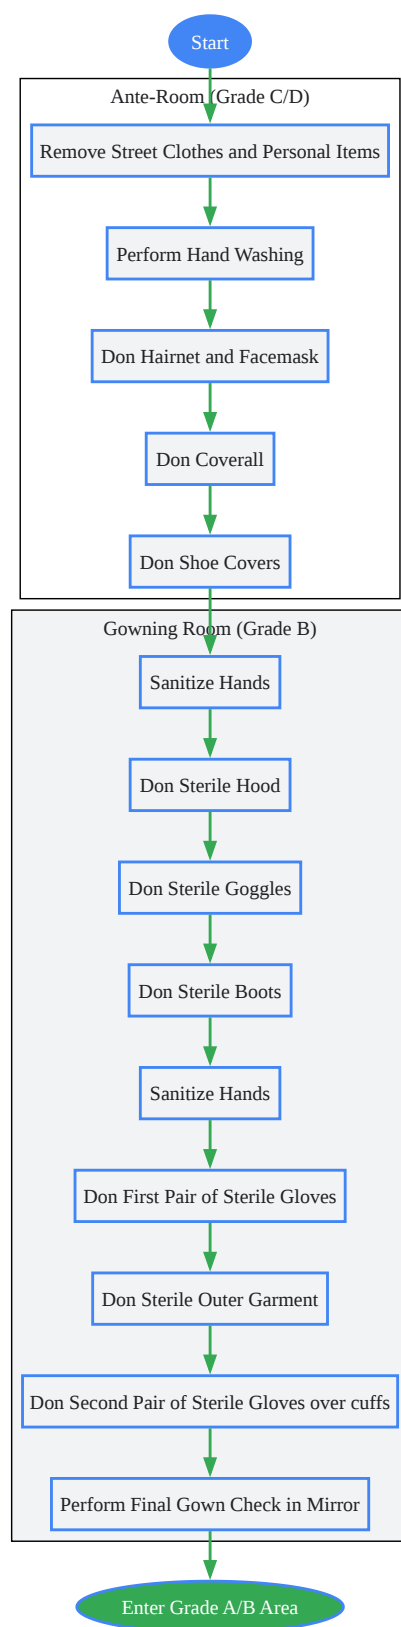 Start
Ante-Room (Grade C/D)
Remove Street Clothes and Personal Items
Perform Hand Washing
Don Hairnet and Facemask
Don Coverall
Don Shoe Covers
Gowning Room (Grade B)
Sanitize Hands
Don Sterile Hood
Don Sterile Goggles
Don Sterile Boots
Sanitize Hands
Don First Pair of Sterile Gloves
Don Sterile Outer Garment
Don Second Pair of Sterile Gloves over cuffs
Perform Final Gown Check in Mirror
Enter Grade A/B Area